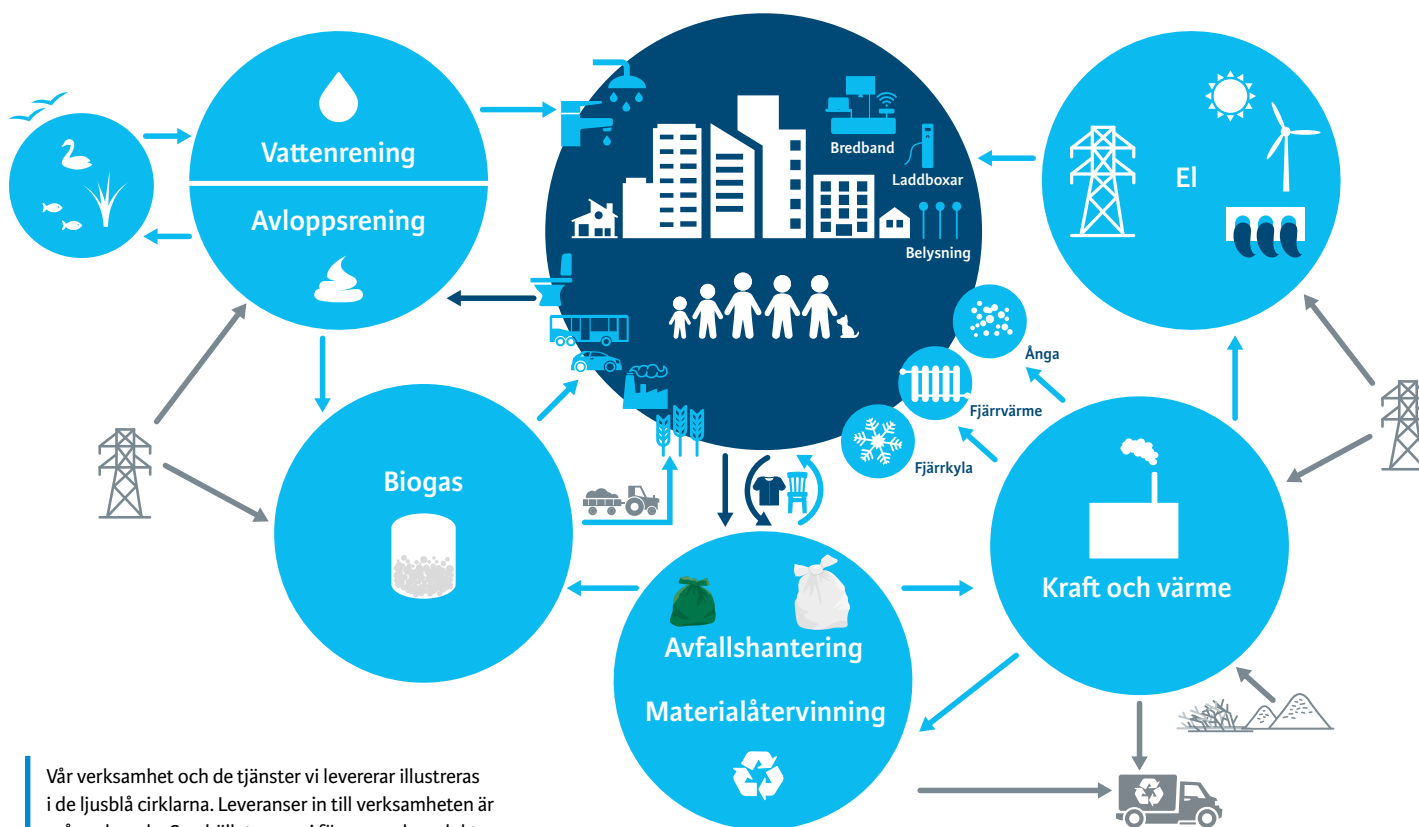 Vattenrening
Avloppsrening
Bredband
Laddboxar
Belysning
El
Ånga
Fjärrvärme
Fjärrkyla
Biogas
Kraft och värme
Avfallshantering
Materialåtervinning
Vår verksamhet och de tjänster vi levererar illustreras
i de ljusblå cirklarna. Leveranser in till verksamheten är